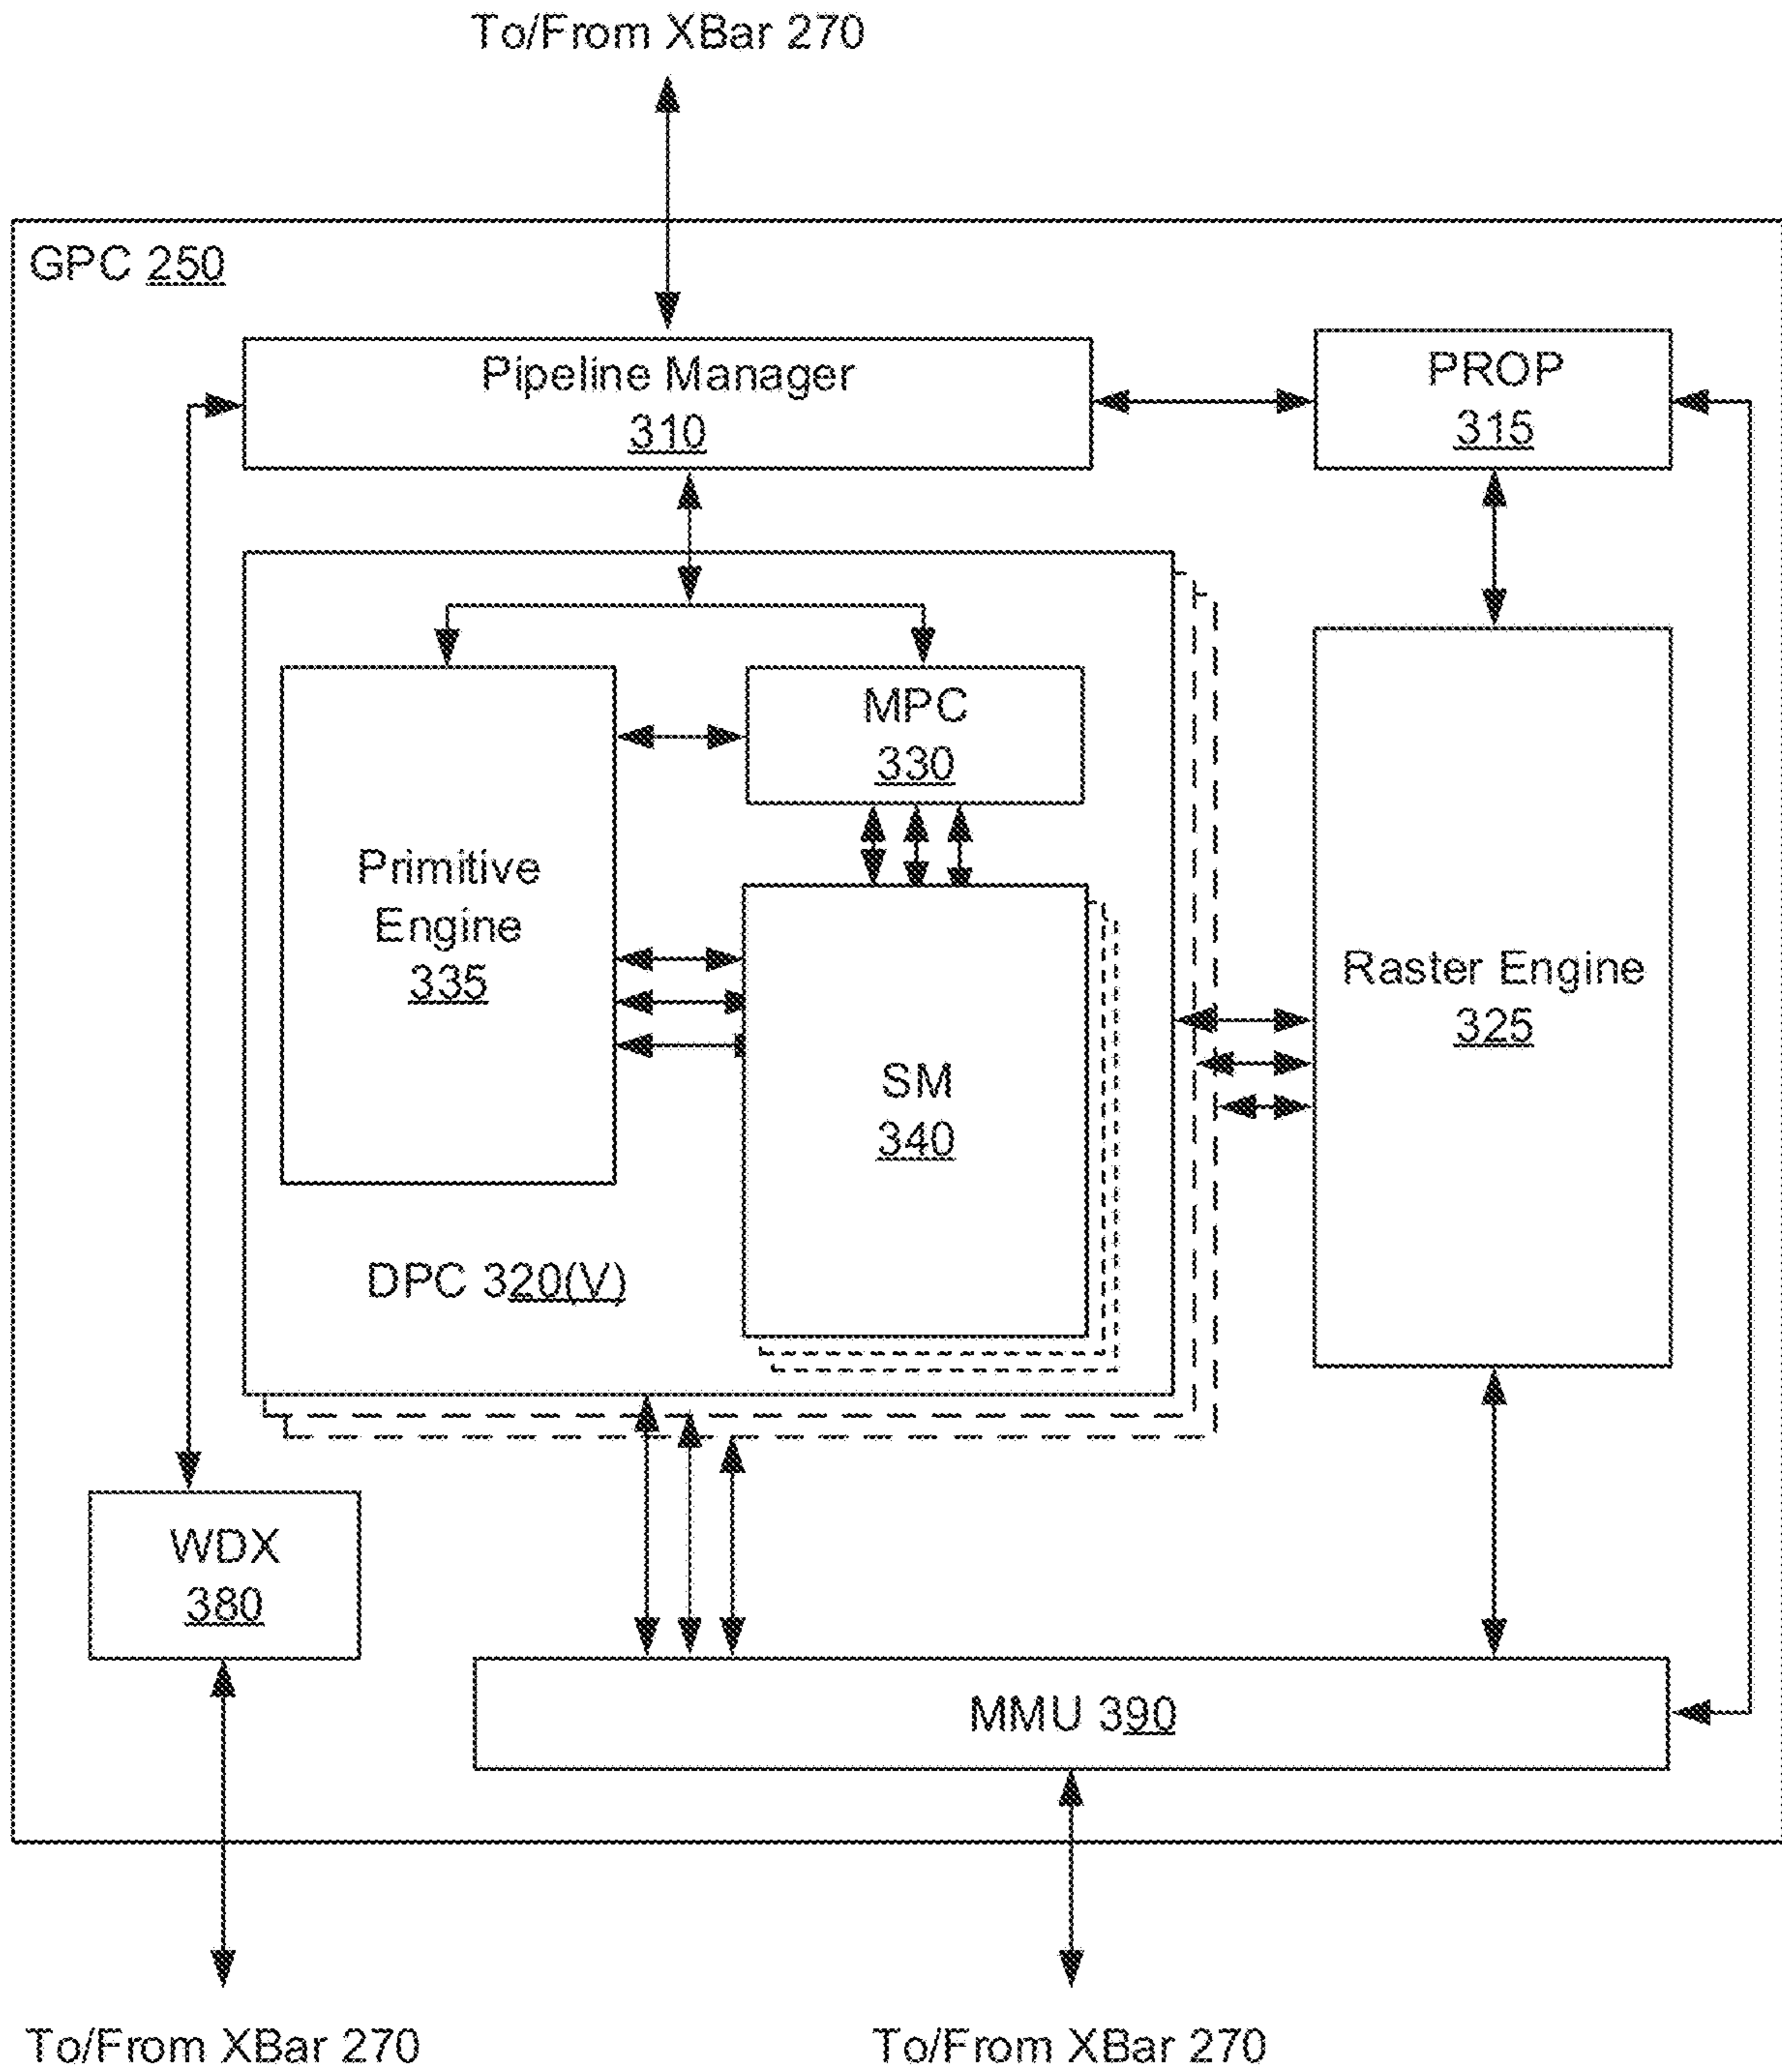 To/From XBar 270
GPC 250
Pipeline Manager
310
PROP
315
MPC
330
Primitive
Engine
335
SM
340
Raster Engine
325
DPC 320(V)
WDX
380
MMU 390
To/From XBar 270
To/From XBar 270